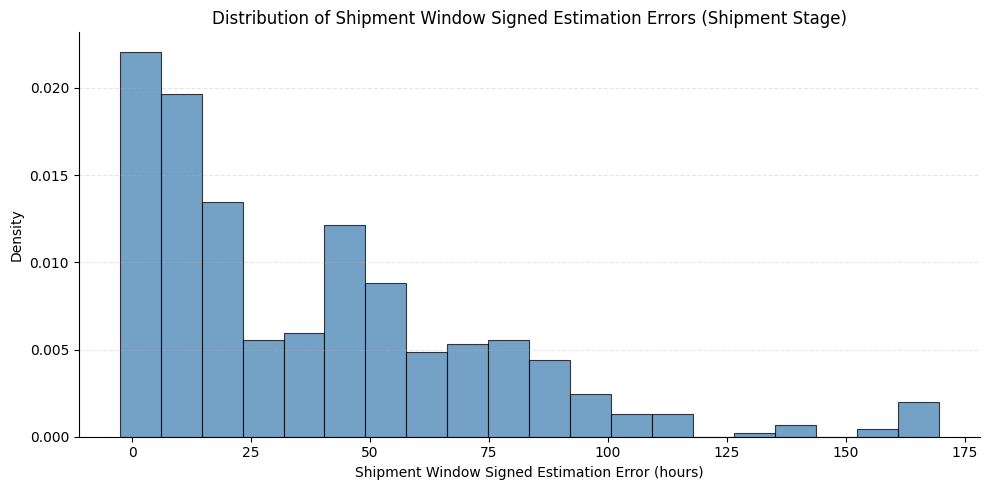 Distribution of Shipment Window Signed Estimation Errors (Shipment Stage)
0.020
0.015
0.010
0.005
0.000
Density
0 25 50 75 100 125 150 175
Shipment Window Signed Estimation Error (hours)